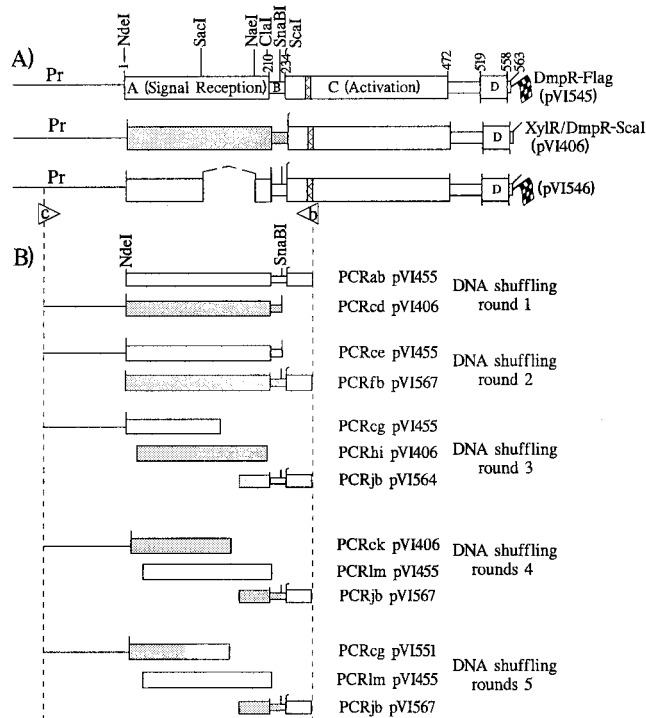 A)
NdeI
SacI
NaeI
ClaI
SnaBI
ScaI
1
210
234
472
519
558
563
Pr
A (Signal Reception)
B
C (Activation)
D
DmpR-Flag
(pVI545)
Pr
D
XylR/DmpR-ScaI
(pVI406)
Pr
D
(pVI546)
c
b
B)
NdeI
SnaBI
PCRab pVI455
PCRcd pVI406
DNA shuffling
round 1
PCRce pVI455
PCRfb pVI567
DNA shuffling
round 2
PCRcg pVI455
PCRhi pVI406
PCRjb pVI564
DNA shuffling
round 3
PCRck pVI406
PCRlm pVI455
PCRjb pVI567
DNA shuffling
rounds 4
PCRcg pVI551
PCRlm pVI455
PCRjb pVI567
DNA shuffling
rounds 5